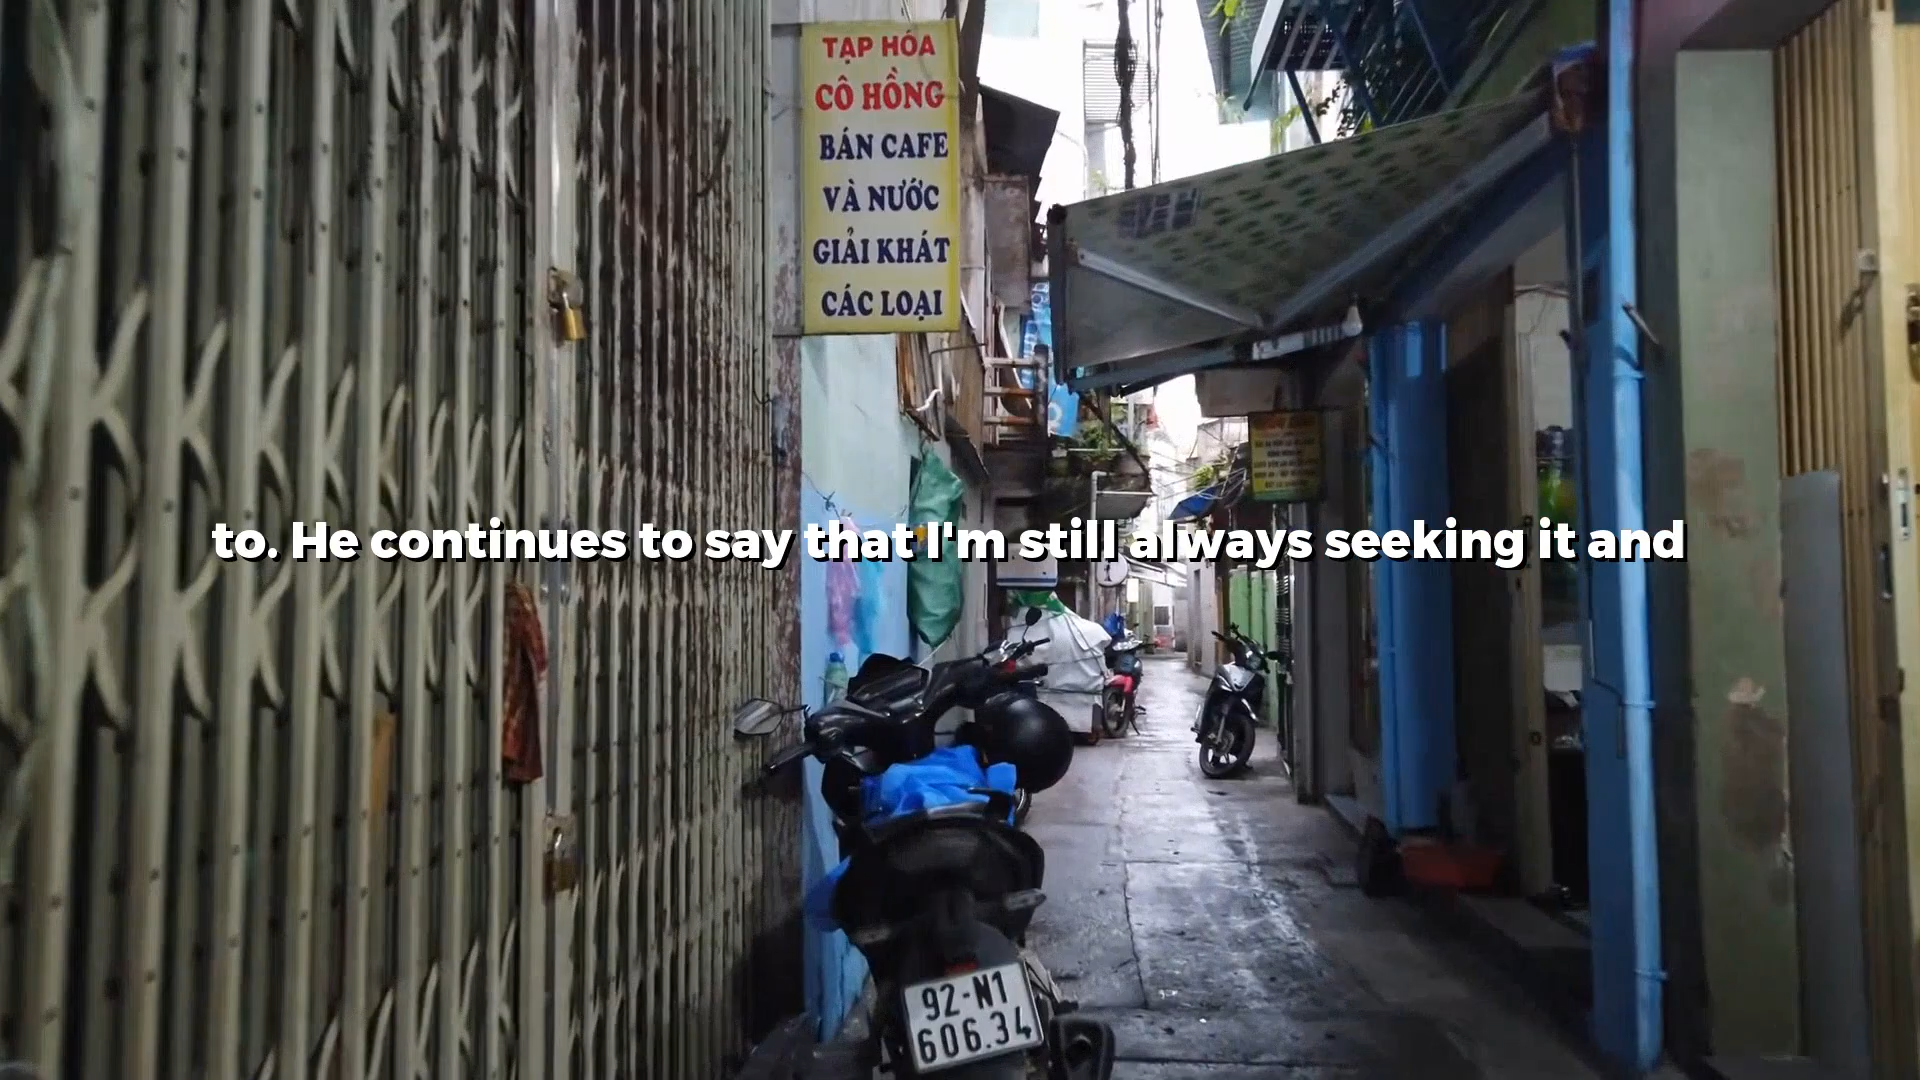 TẠP HÓA
CÔ HỒNG
BÁN CAFE
VÀ NƯỚC
GIẢI KHÁT
CÁC LOẠI
to. He continues to say that I'm still always seeking it and
92-N1
606.34